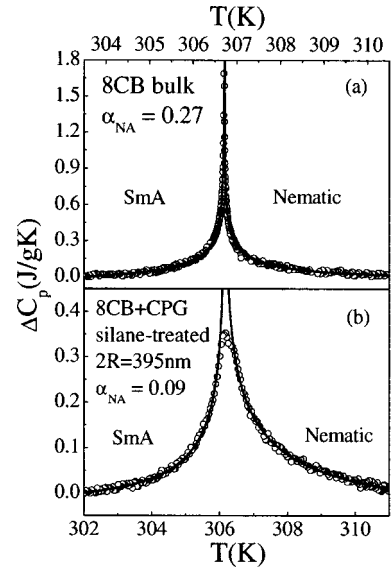 T(K)
304 305 306 307 308 309 310
1.8
1.5
1.2
0.9
0.6
0.3
0.0
8CB bulk
α_NA = 0.27
(a)
SmA
Nematic
ΔC_p(J/gK)
0.4
0.3
0.2
0.1
0.0
8CB+CPG
silane-treated
2R=395nm
α_NA = 0.09
(b)
SmA
Nematic
302 304 306 308 310
T(K)